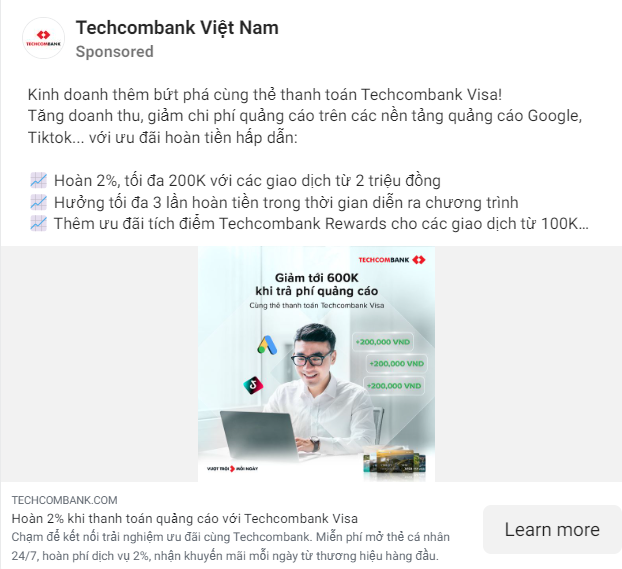 Techcombank Việt Nam
Sponsored
Kinh doanh thêm bứt phá cùng thẻ thanh toán Techcombank Visa!
Tăng doanh thu, giảm chi phí quảng cáo trên các nền tảng quảng cáo Google,
Tiktok... với ưu đãi hoàn tiền hấp dẫn:
Hoàn 2%, tối đa 200K với các giao dịch từ 2 triệu đồng
Hưởng tối đa 3 lần hoàn tiền trong thời gian diễn ra chương trình
Thêm ưu đãi tích điểm Techcombank Rewards cho các giao dịch từ 100K…
TECHCOMBANK
TECHCOMBANK
Giảm tới 600K
khi trả phí quảng cáo
Cùng thẻ thanh toán Techcombank Visa
+200,000 VND
+200,000 VND
+200,000 VND
VƯỢT TRỘI MỖI NGÀY
TECHCOMBANK.COM
Hoàn 2% khi thanh toán quảng cáo với Techcombank Visa
Chạm để kết nối trải nghiệm ưu đãi cùng Techcombank. Miễn phí mở thẻ cá nhân
24/7, hoàn phí dịch vụ 2%, nhận khuyến mãi mỗi ngày từ thương hiệu hàng đầu.
Learn more